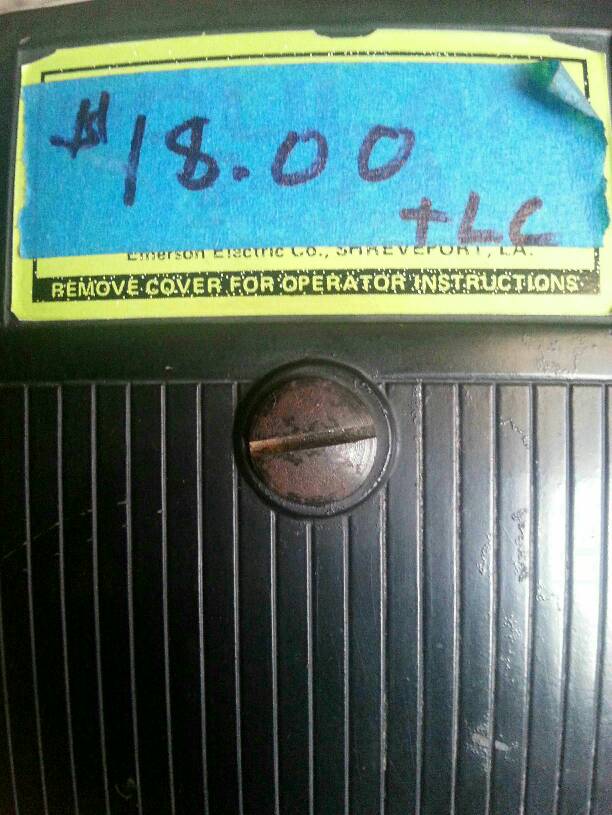 $18.00
+LC
Emerson Electric Co., SHREVEPORT, LA.
REMOVE COVER FOR OPERATOR INSTRUCTIONS